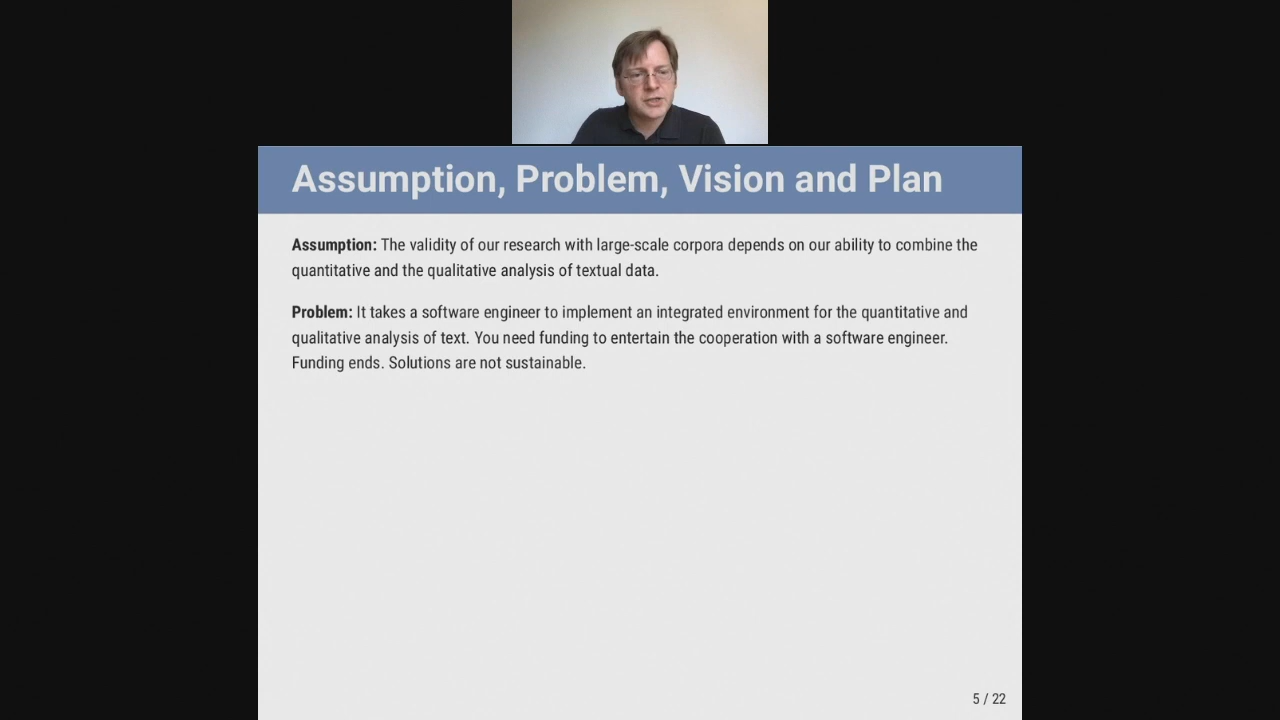 Assumption, Problem, Vision and Plan
Assumption: The validity of our research with large-scale corpora depends on our ability to combine the
quantitative and the qualitative analysis of textual data.
Problem: It takes a software engineer to implement an integrated environment for the quantitative and
qualitative analysis of text. You need funding to entertain the cooperation with a software engineer.
Funding ends. Solutions are not sustainable.
5 / 22